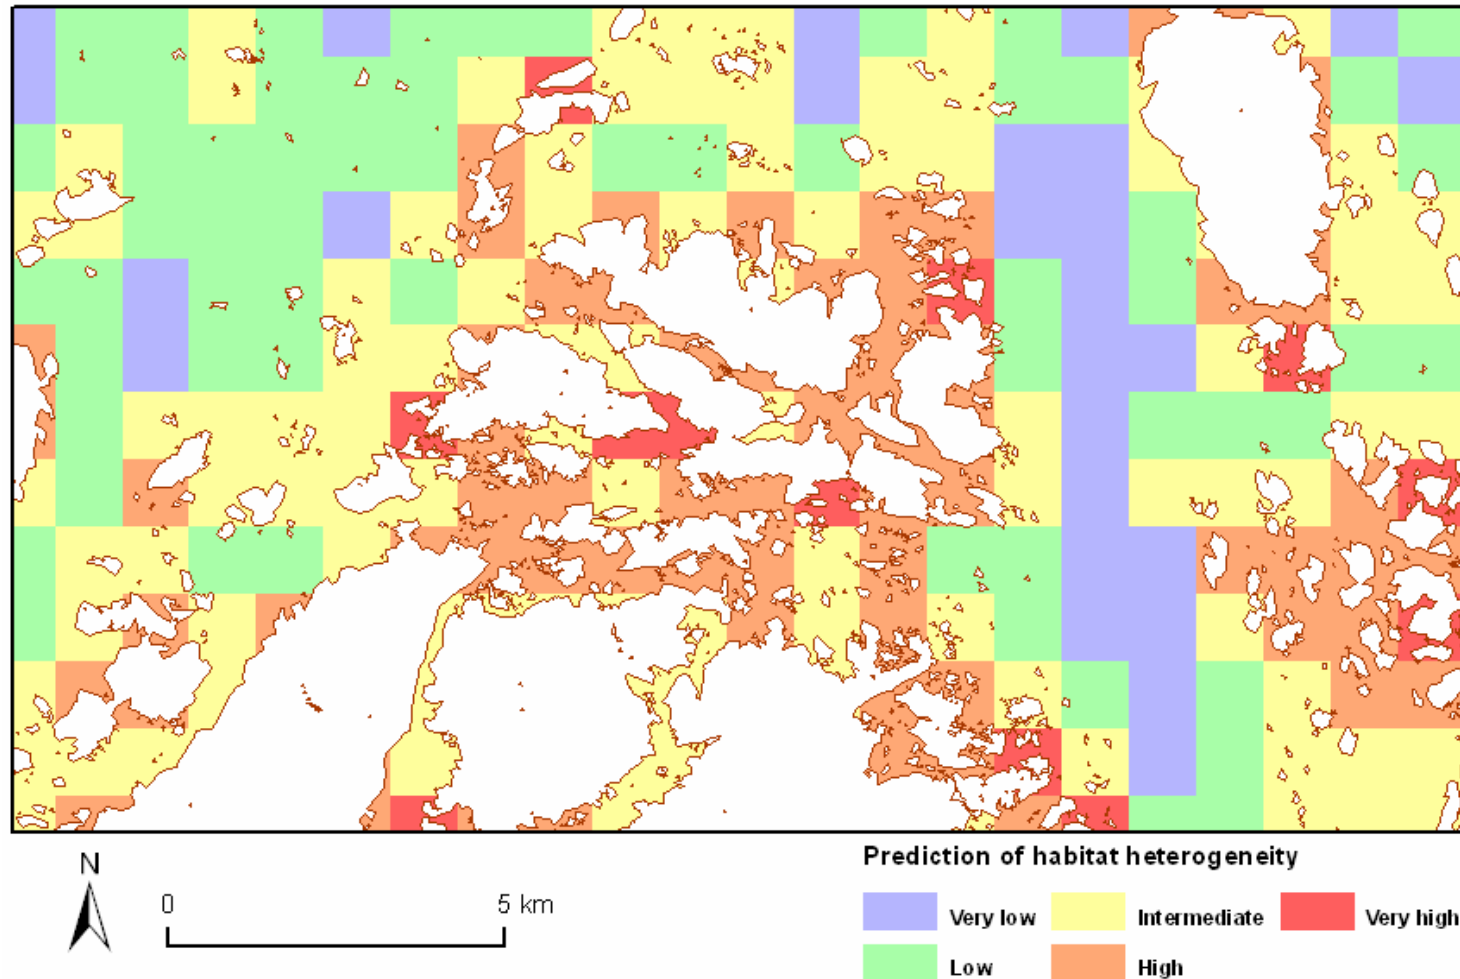 N
0 5 km
Prediction of habitat heterogeneity
Very low Intermediate Very high
Low High